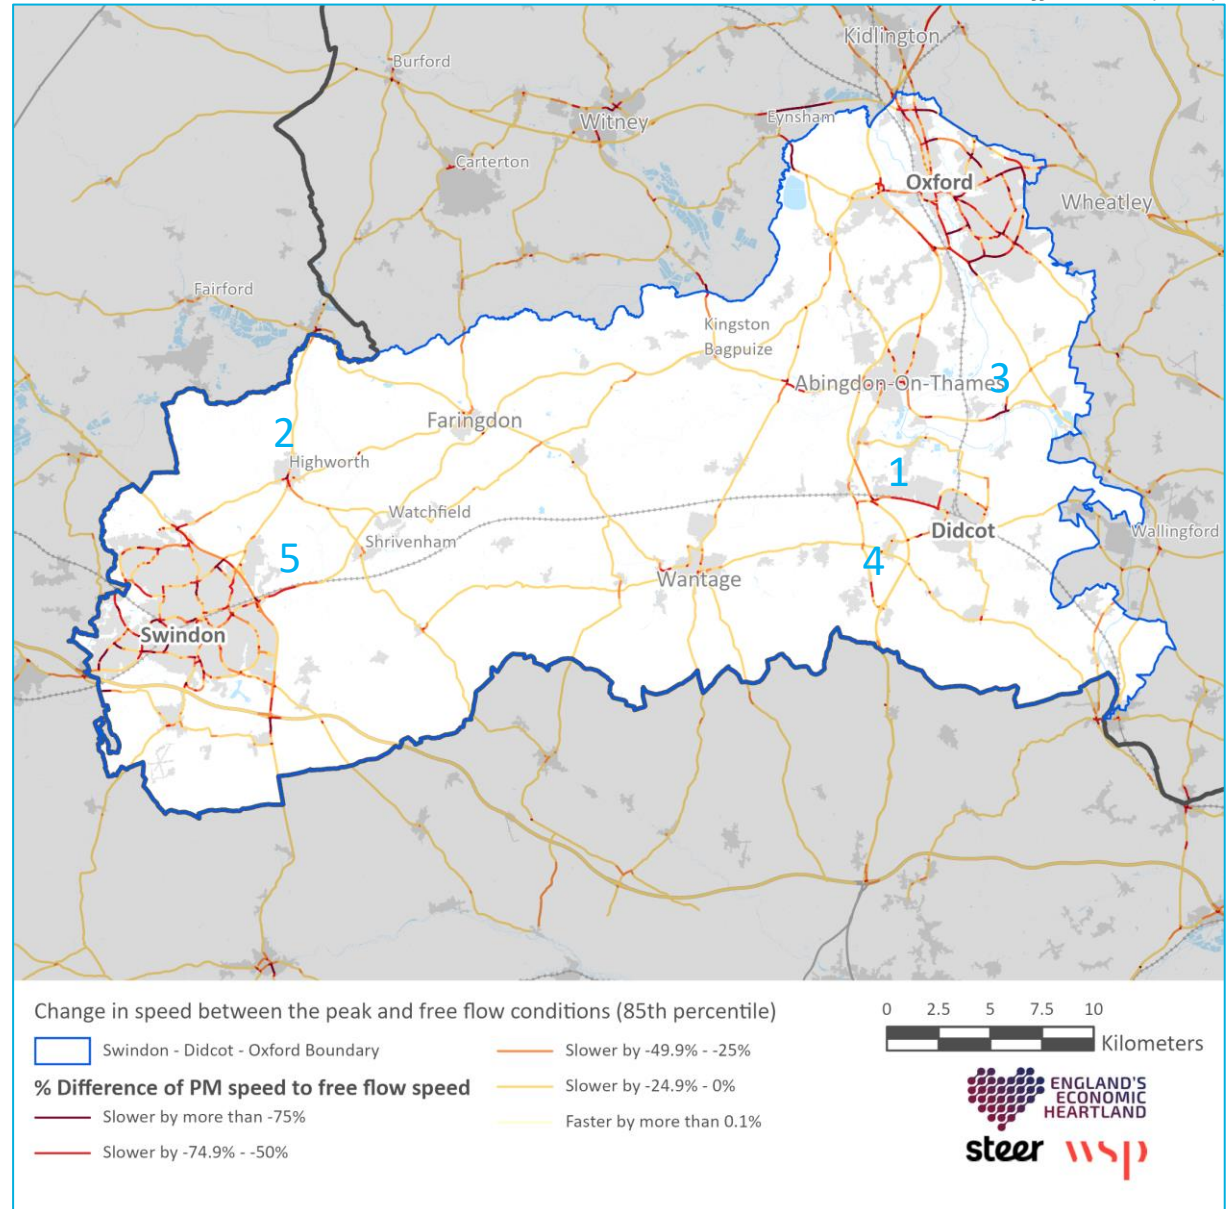 Kidlington
Burford
Witney
Eynsham
Carterton
Oxford
Wheatley
Fairford
Kingston
Bagpuize
3
Abingdon-On-Thames
Faringdon
2
Highworth
1
Watchfield
Didcot
Wallingford
Shrivenham
5
4
Wantage
Swindon
Change in speed between the peak and free flow conditions (85th percentile)
Swindon - Didcot - Oxford Boundary
% Difference of PM speed to free flow speed
Slower by more than -75%
Slower by -74.9% - -50%
Slower by -49.9% - -25%
Slower by -24.9% - 0%
Faster by more than 0.1%
0 2.5 5 7.5 10
Kilometers
ENGLAND'S
ECONOMIC
HEARTLAND
steer wsp